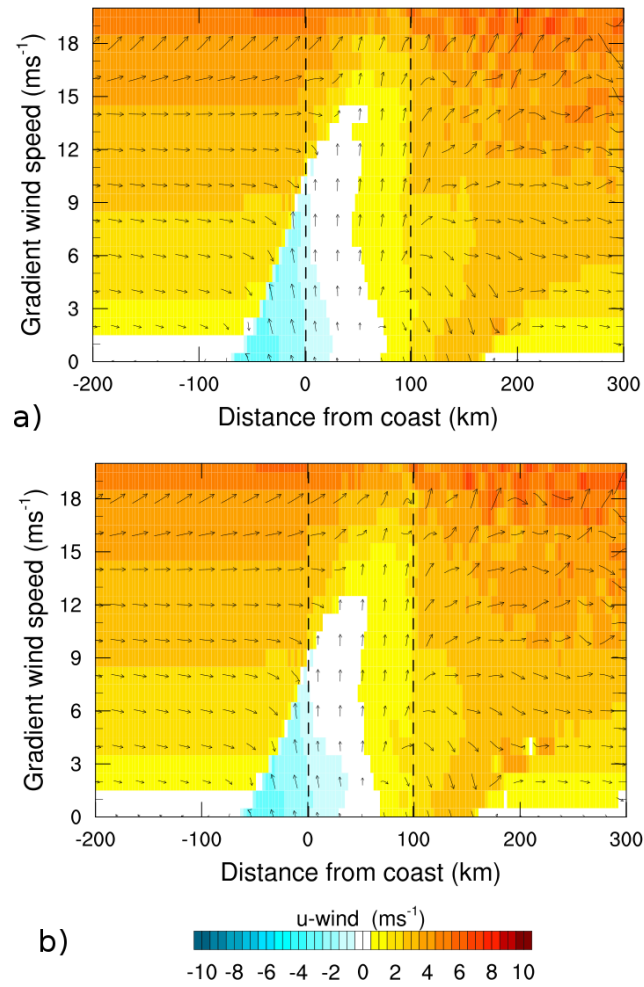 18
15
12
9
6
3
0
Gradient wind speed (ms-1)
-200 -100 0 100 200 300
Distance from coast (km)
a)
18
15
12
9
6
3
0
Gradient wind speed (ms-1)
-200 -100 0 100 200 300
Distance from coast (km)
b)
u-wind (ms-1)
-10 -8 -6 -4 -2 0 2 4 6 8 10